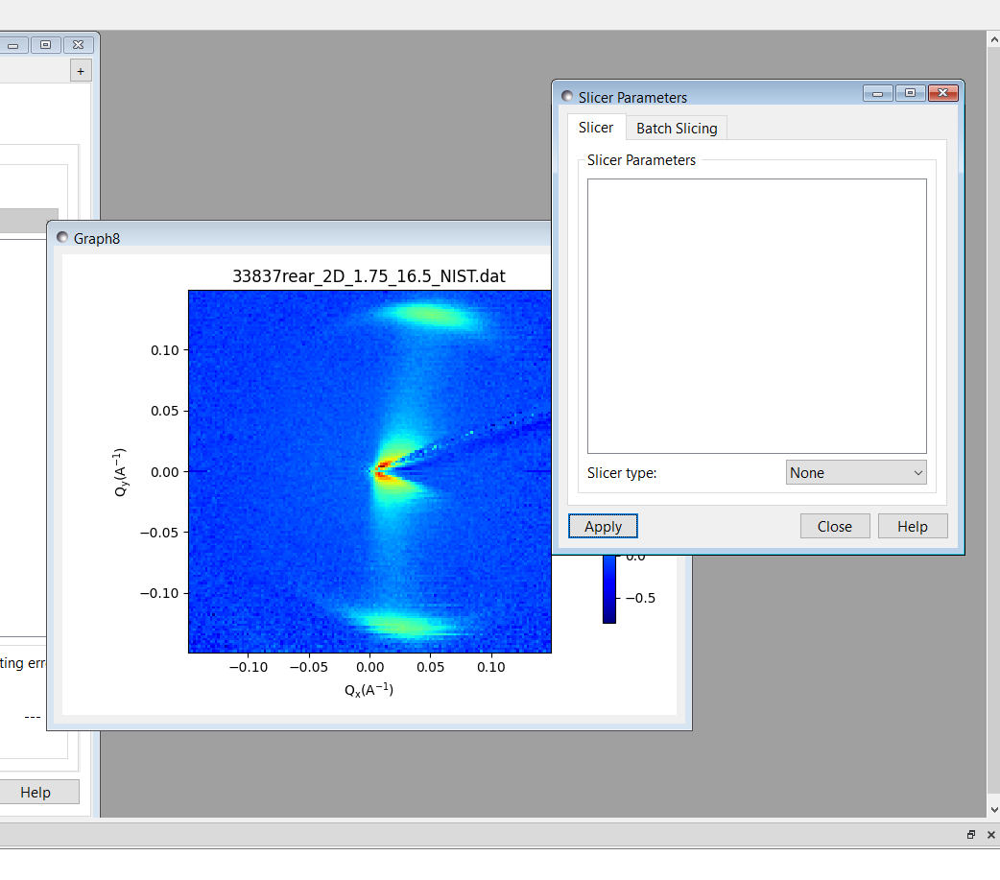 +
Slicer Parameters
Slicer
Batch Slicing
Slicer Parameters
Slicer type:
None
Apply
Close
Help
Graph8
33837rear_2D_1.75_16.5_NIST.dat
0.10
0.05
0.00
−0.05
−0.10
Qy(A−1)
−0.10
−0.05
0.00
0.05
0.10
Qx(A−1)
0.0
−0.5
ting err
---
Help